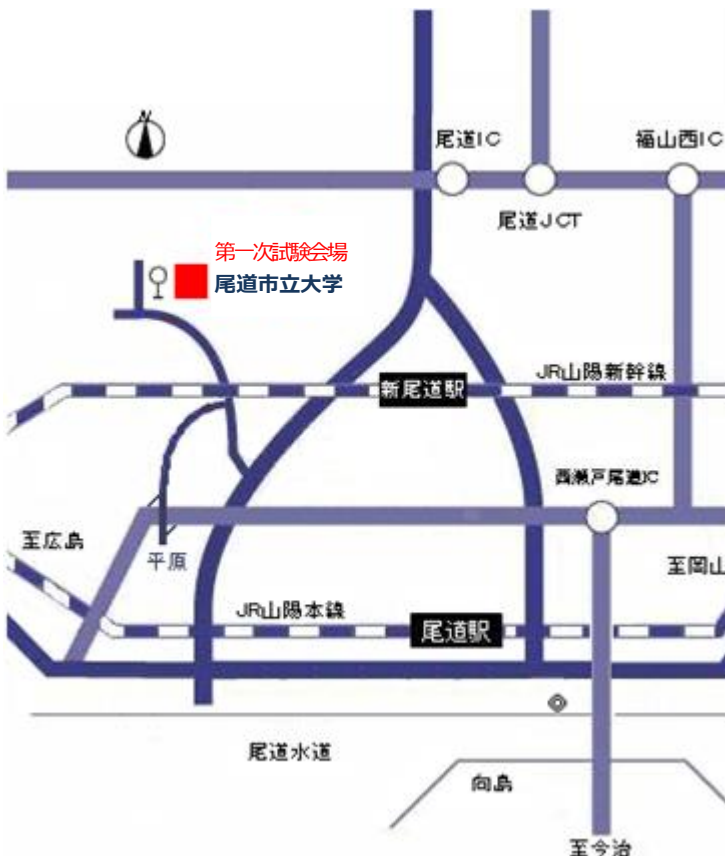 N
尾道IC
福山西IC
尾道JCT
第一次試験会場
尾道市立大学
JR山陽新幹線
新尾道駅
西瀬戸尾道IC
至広島
平原
至岡山
JR山陽本線
尾道駅
尾道水道
向島
至今治